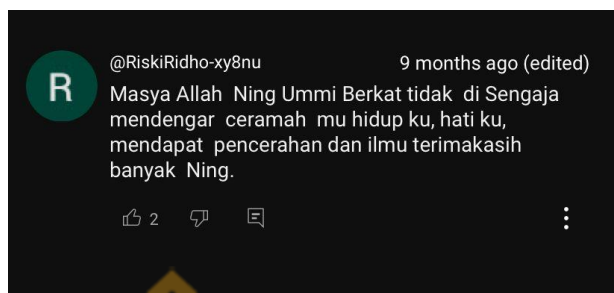 R
@RiskiRidho-xy8nu 9 months ago (edited)
Masya Allah Ning Ummi Berkat tidak di Sengaja
mendengar ceramah mu hidup ku, hati ku,
mendapat pencerahan dan ilmu terimakasih
banyak Ning.
2